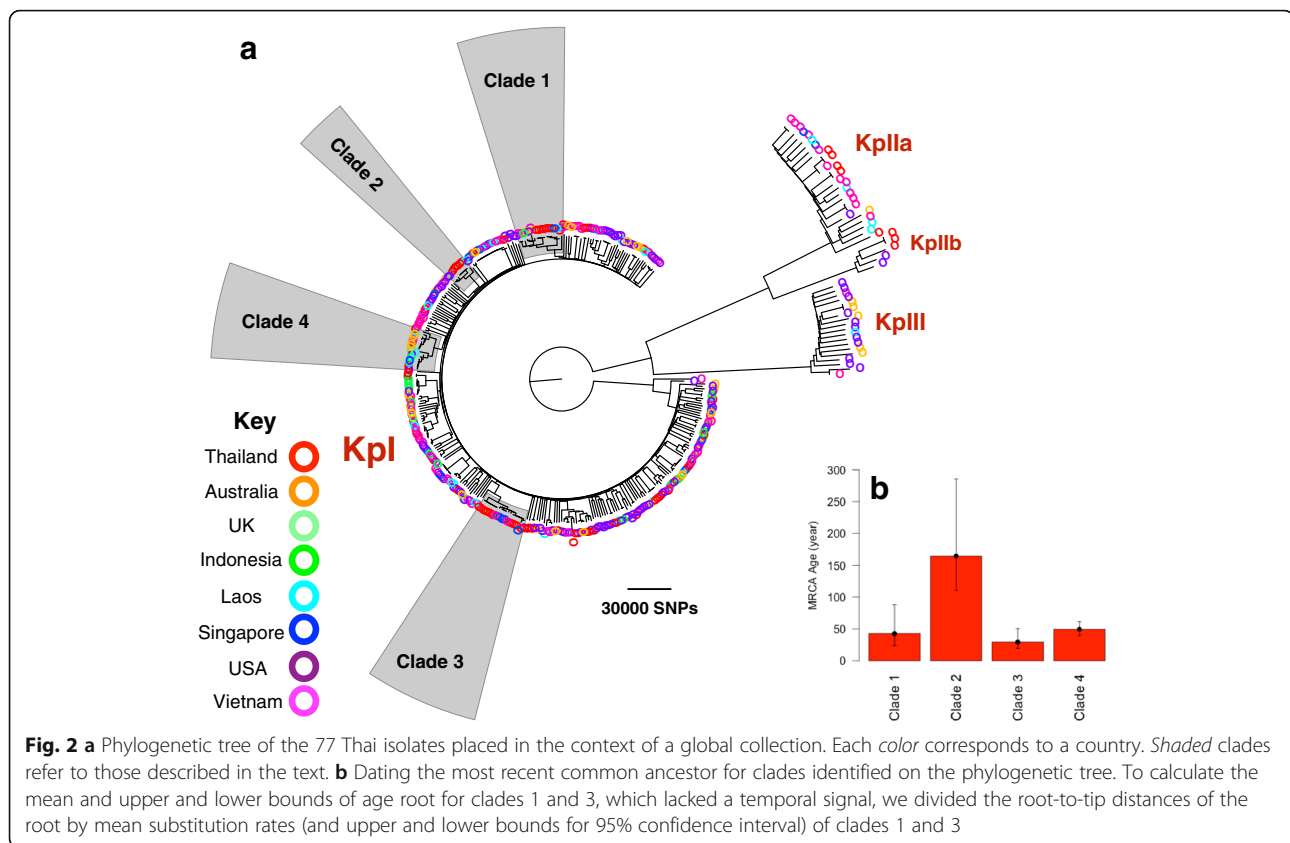 a
Clade 1
Clade 2
Clade 4
Clade 3
KpI
KpIIa
KpIIb
KpIII
Key
Thailand
Australia
UK
Indonesia
Laos
Singapore
USA
Vietnam
30000 SNPs
b
MRCA Age (year)
300
250
200
150
100
50
0
Clade 1
Clade 2
Clade 3
Clade 4
Fig. 2 a Phylogenetic tree of the 77 Thai isolates placed in the context of a global collection. Each color corresponds to a country. Shaded clades
refer to those described in the text. b Dating the most recent common ancestor for clades identified on the phylogenetic tree. To calculate the
mean and upper and lower bounds of age root for clades 1 and 3, which lacked a temporal signal, we divided the root-to-tip distances of the
root by mean substitution rates (and upper and lower bounds for 95% confidence interval) of clades 1 and 3